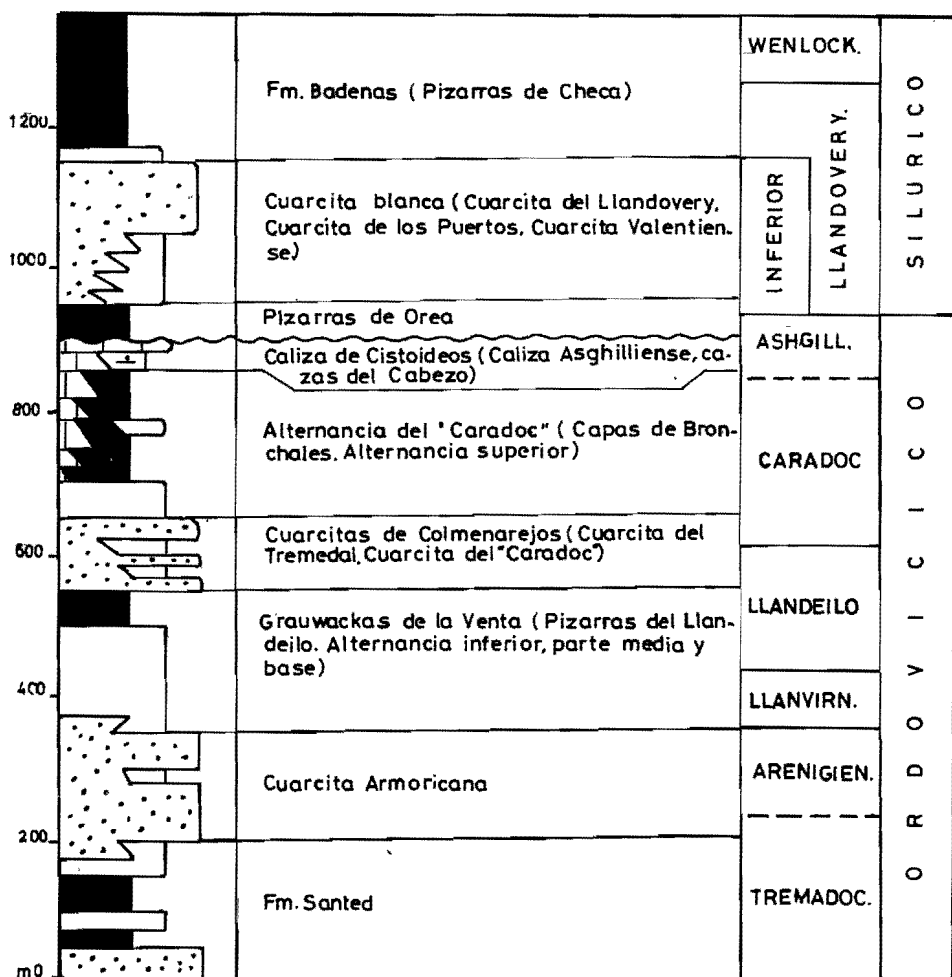 1200
1000
800
600
400
200
m0
Fm. Badenas (Pizarras de Checa)
Cuarcita blanca (Cuarcita del Llandovery,
Cuarcita de los Puertos, Cuarcita Valentien-
se)
Pizarras de Orea
Caliza de Cistoideos (Caliza Asghilliense, ca-
zas del Cabezo)
Alternancia del "Caradoc" (Capas de Bron-
chales, Alternancia superior)
Cuarcitas de Colmenarejos (Cuarcita del
Tremedal, Cuarcita del "Caradoc")
Grauwackas de la Venta (Pizarras del Llan-
deilo. Alternancia inferior, parte media y
base)
Cuarcita Armoricana
Fm. Santed
WENLOCK.
INFERIOR
LLANDOVERY.
ASHGILL.
CARADOC
LLANDEILO
LLANVIRN.
ARENIGIEN.
TREMADOC.
SILURICO
ORDOVICICO